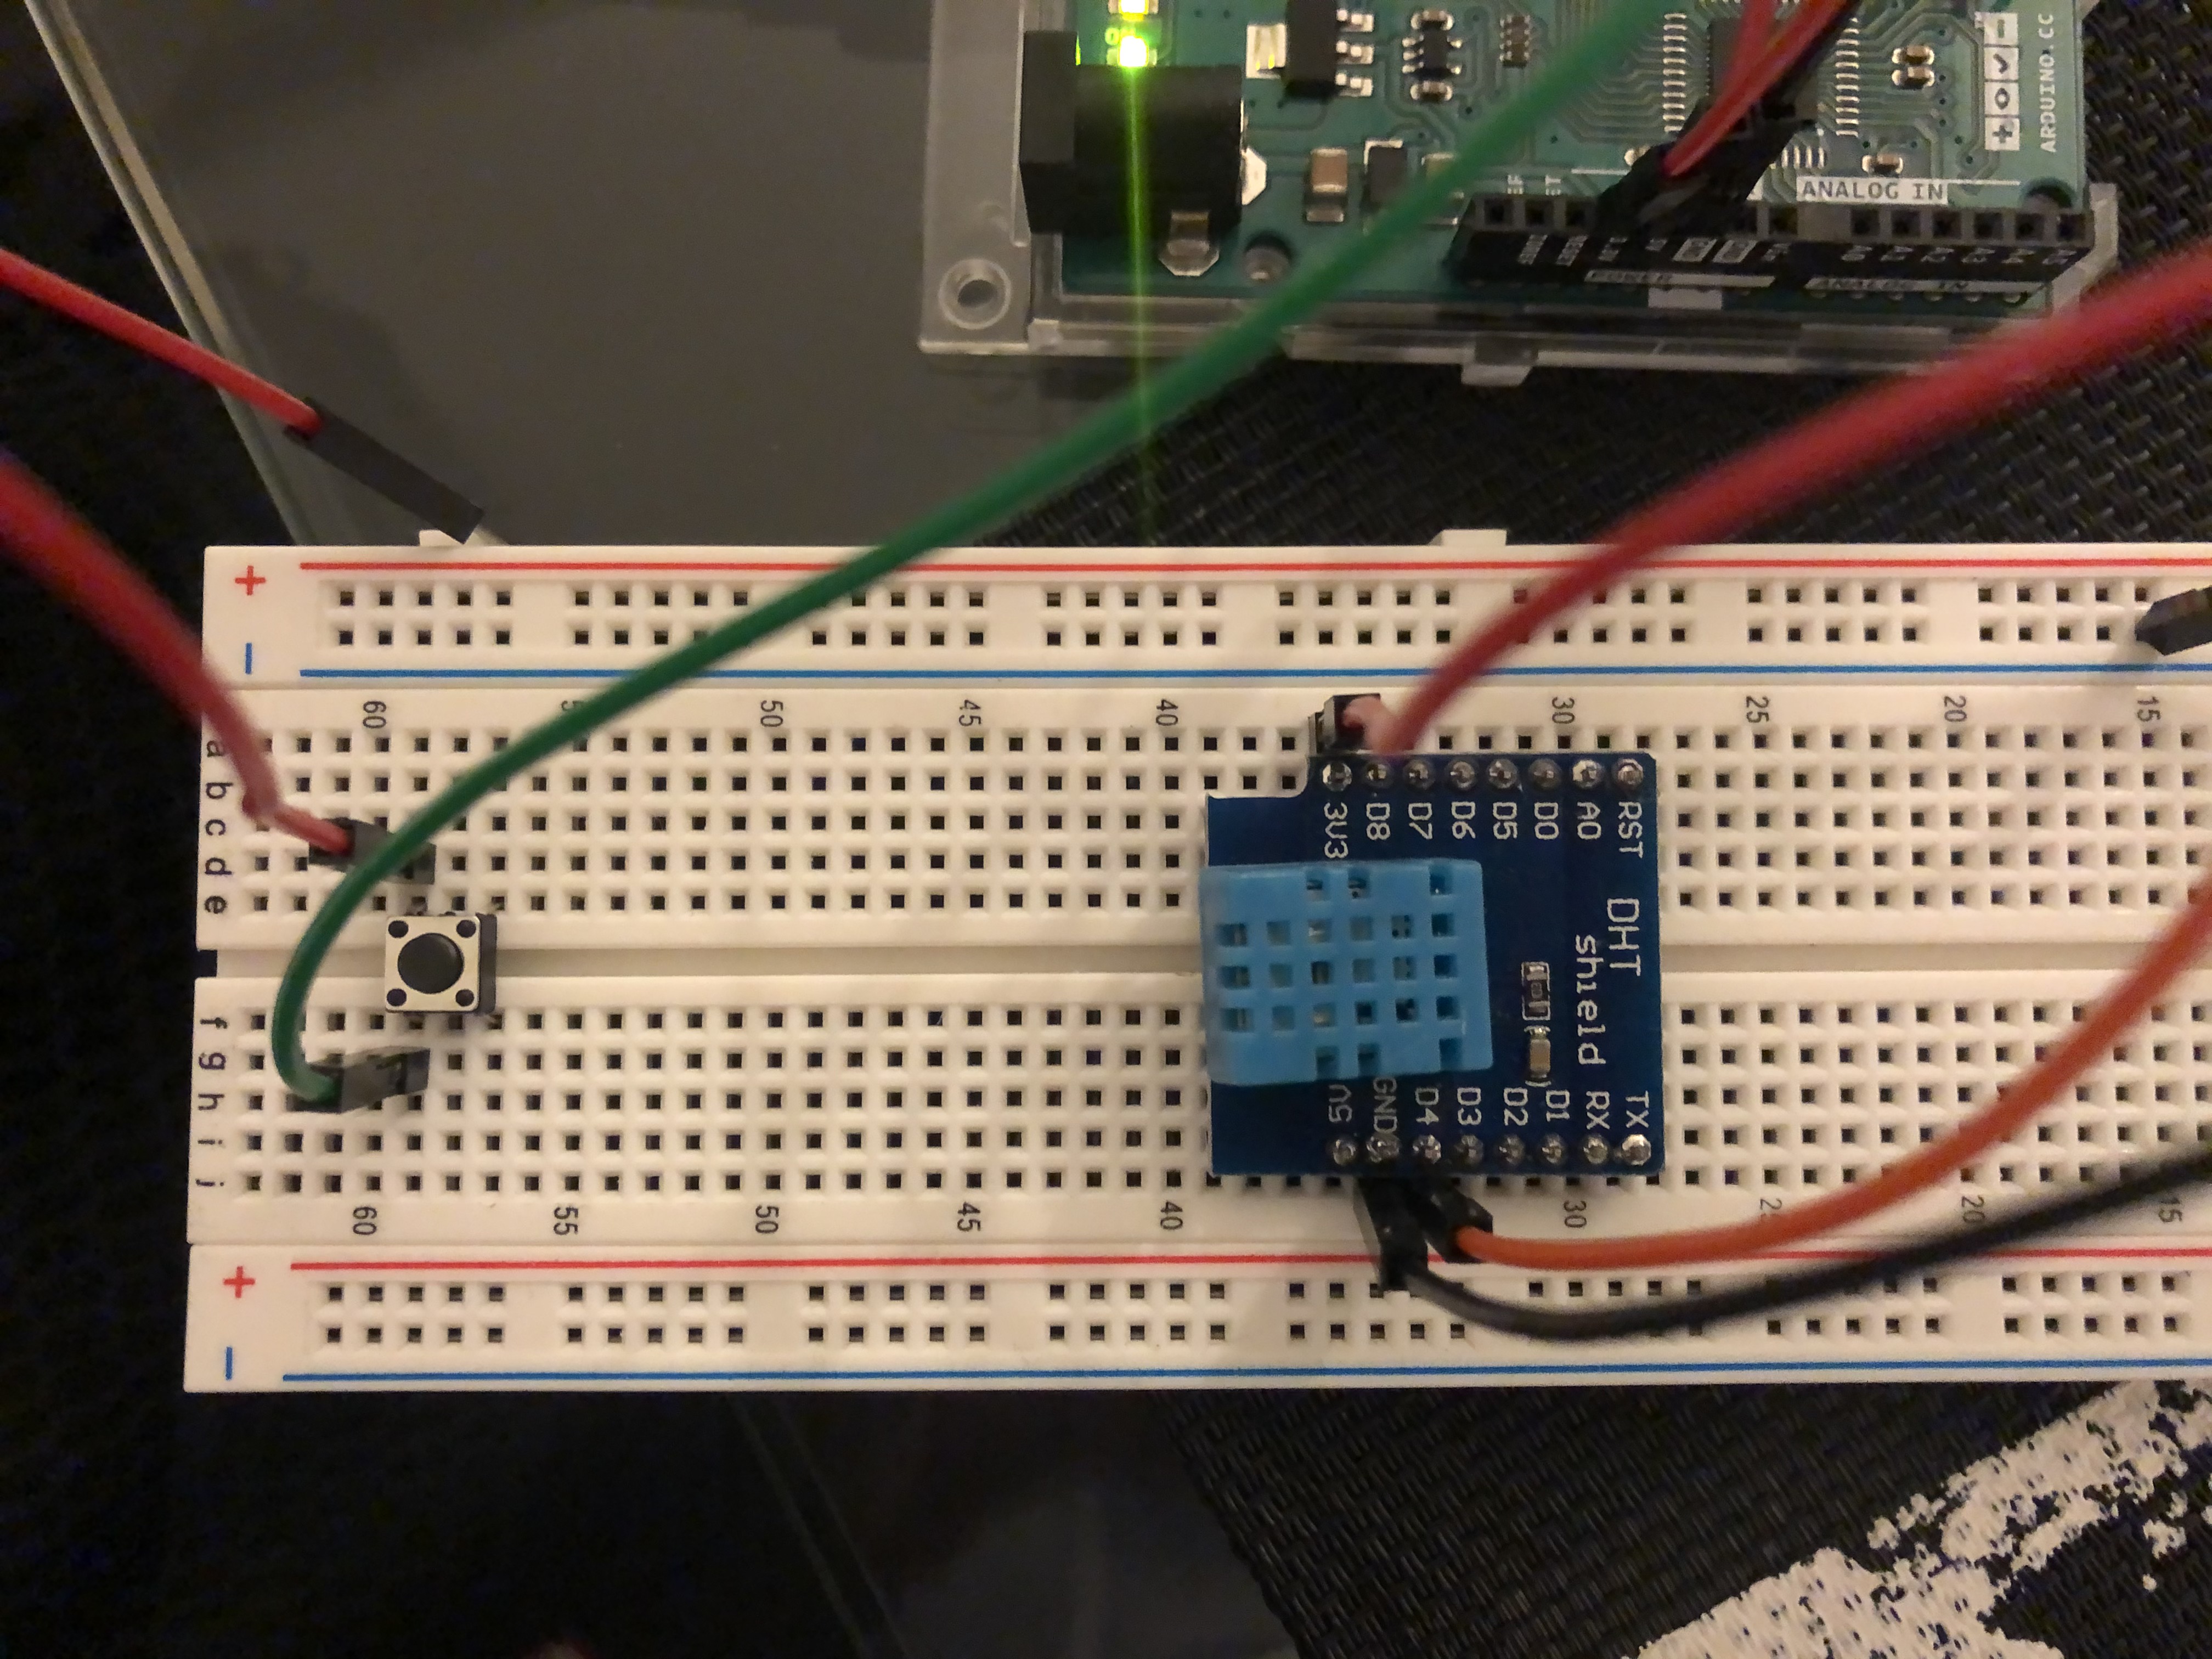 − + j i h g f e d c b a − +
60 60
55
50 50
45 45
40 40
5V 3V3
GND D8
D4 D7
D3 D6
D2 D5
D1 D0
30 30
RX A0
TX RST
shield
DHT
25 25
20 20
15 15
ANALOG IN
ARDUINO.CC